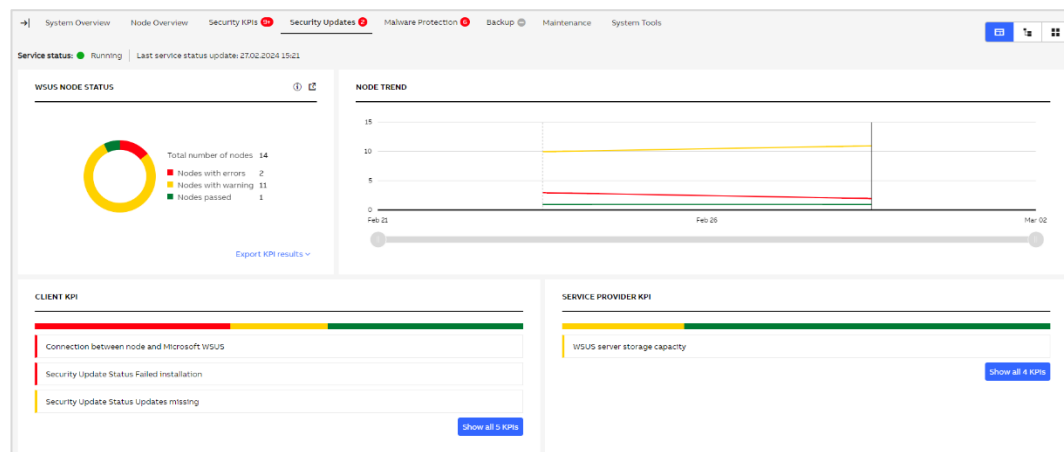 System Overview Node Overview Security KPIs 9+ Security Updates 2 Malware Protection 6 Backup Maintenance System Tools
Service status: Running Last service status update: 27.02.2024 15:21
WSUS NODE STATUS
Total number of nodes 14
Nodes with errors 2
Nodes with warning 11
Nodes passed 1
Export KPI results
NODE TREND
15
10
5
0
Feb 21 Feb 26 Mar 02
CLIENT KPI
Connection between node and Microsoft WSUS
Security Update Status Failed installation
Security Update Status Updates missing
Show all 5 KPIs
SERVICE PROVIDER KPI
WSUS server storage capacity
Show all 4 KPIs